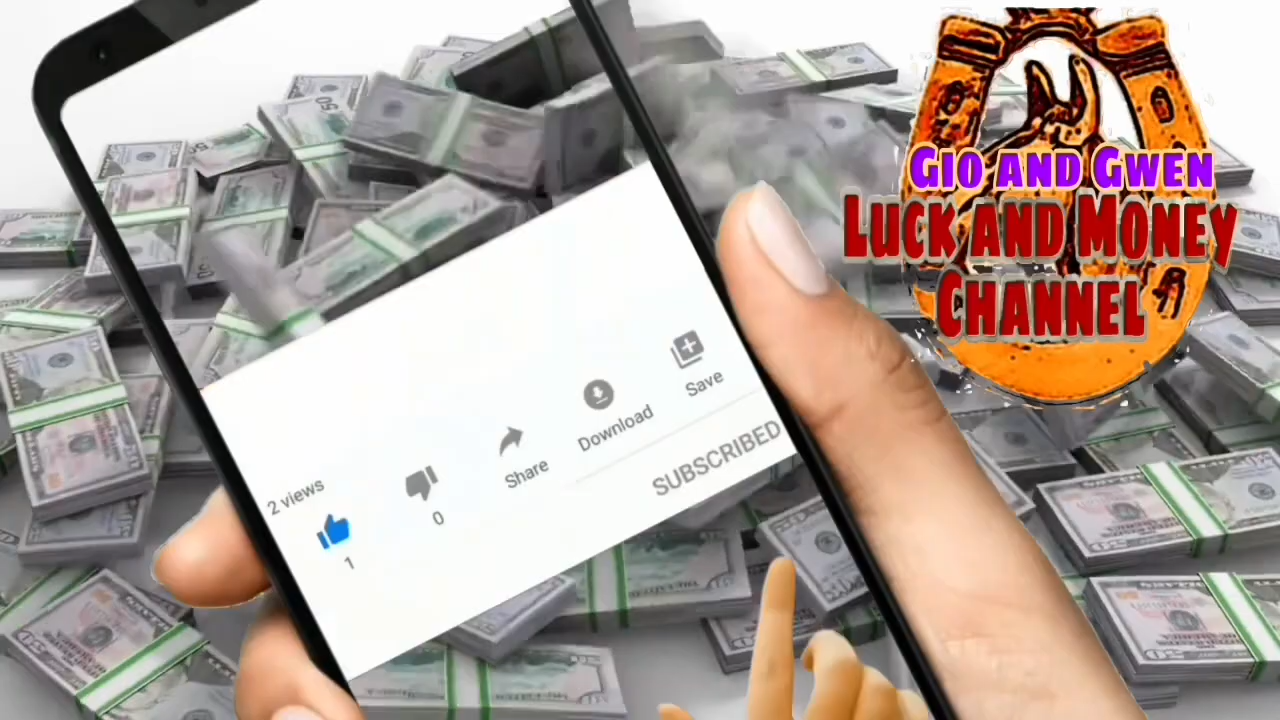 Gio and Gwen
Luck and Money
Channel
2 views
1
0
Share
Download
Save
SUBSCRIBED